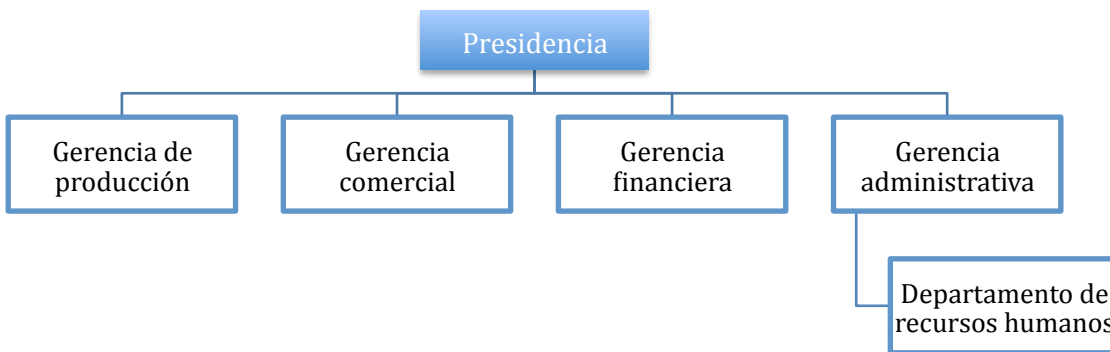 Presidencia
Gerencia de
producción
Gerencia
comercial
Gerencia
financiera
Gerencia
administrativa
Departamento de
recursos humanos